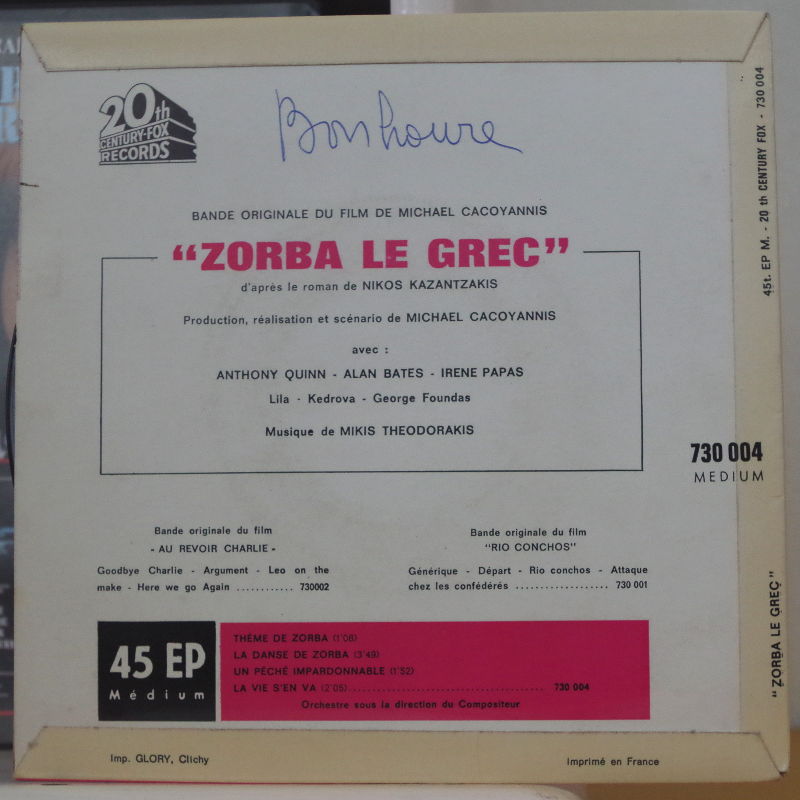 20th
CENTURY-FOX
RECORDS
Bonhoure
BANDE ORIGINALE DU FILM DE MICHAEL CACOYANNIS
"ZORBA LE GREC"
d'après le roman de NIKOS KAZANTZAKIS
Production, réalisation et scénario de MICHAEL CACOYANNIS
avec :
ANTHONY QUINN - ALAN BATES - IRENE PAPAS
Lila - Kedrova - George Foundas
Musique de MIKIS THEODORAKIS
730 004
MEDIUM
Bande originale du film
- AU REVOIR CHARLIE -
Goodbye Charlie - Argument - Leo on the
make - Here we go Again ............ 730002
Bande originale du film
"RIO CONCHOS"
Générique - Départ - Rio conchos - Attaque
chez les confédérés .................. 730 001
45 EP
Médium
THÈME DE ZORBA (1'06)
LA DANSE DE ZORBA (3'49)
UN PÉCHÉ IMPARDONNABLE (1'52)
LA VIE S'EN VA (2'05) ........................................ 730 004
Orchestre sous la direction du Compositeur
Imp. GLORY, Clichy
Imprimé en France
45t. EP M. - 20 th CENTURY FOX - 730 004
"ZORBA LE GREC"